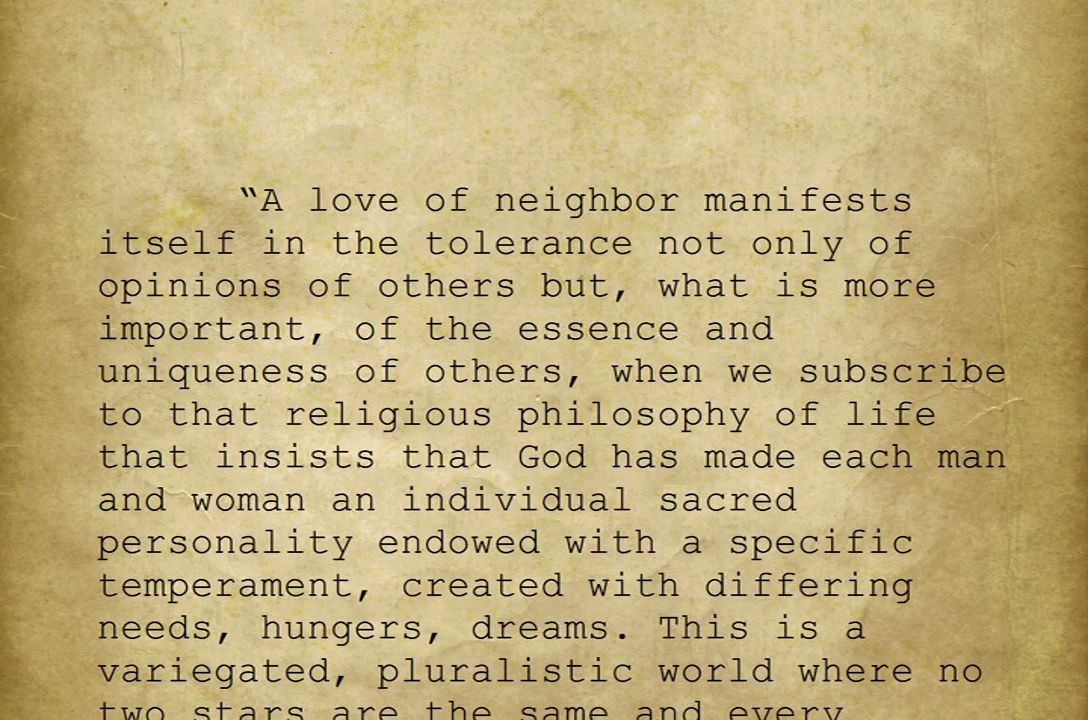 “A love of neighbor manifests
itself in the tolerance not only of
opinions of others but, what is more
important, of the essence and
uniqueness of others, when we subscribe
to that religious philosophy of life
that insists that God has made each man
and woman an individual sacred
personality endowed with a specific
temperament, created with differing
needs, hungers, dreams. This is a
variegated, pluralistic world where no
two stars are the same and every